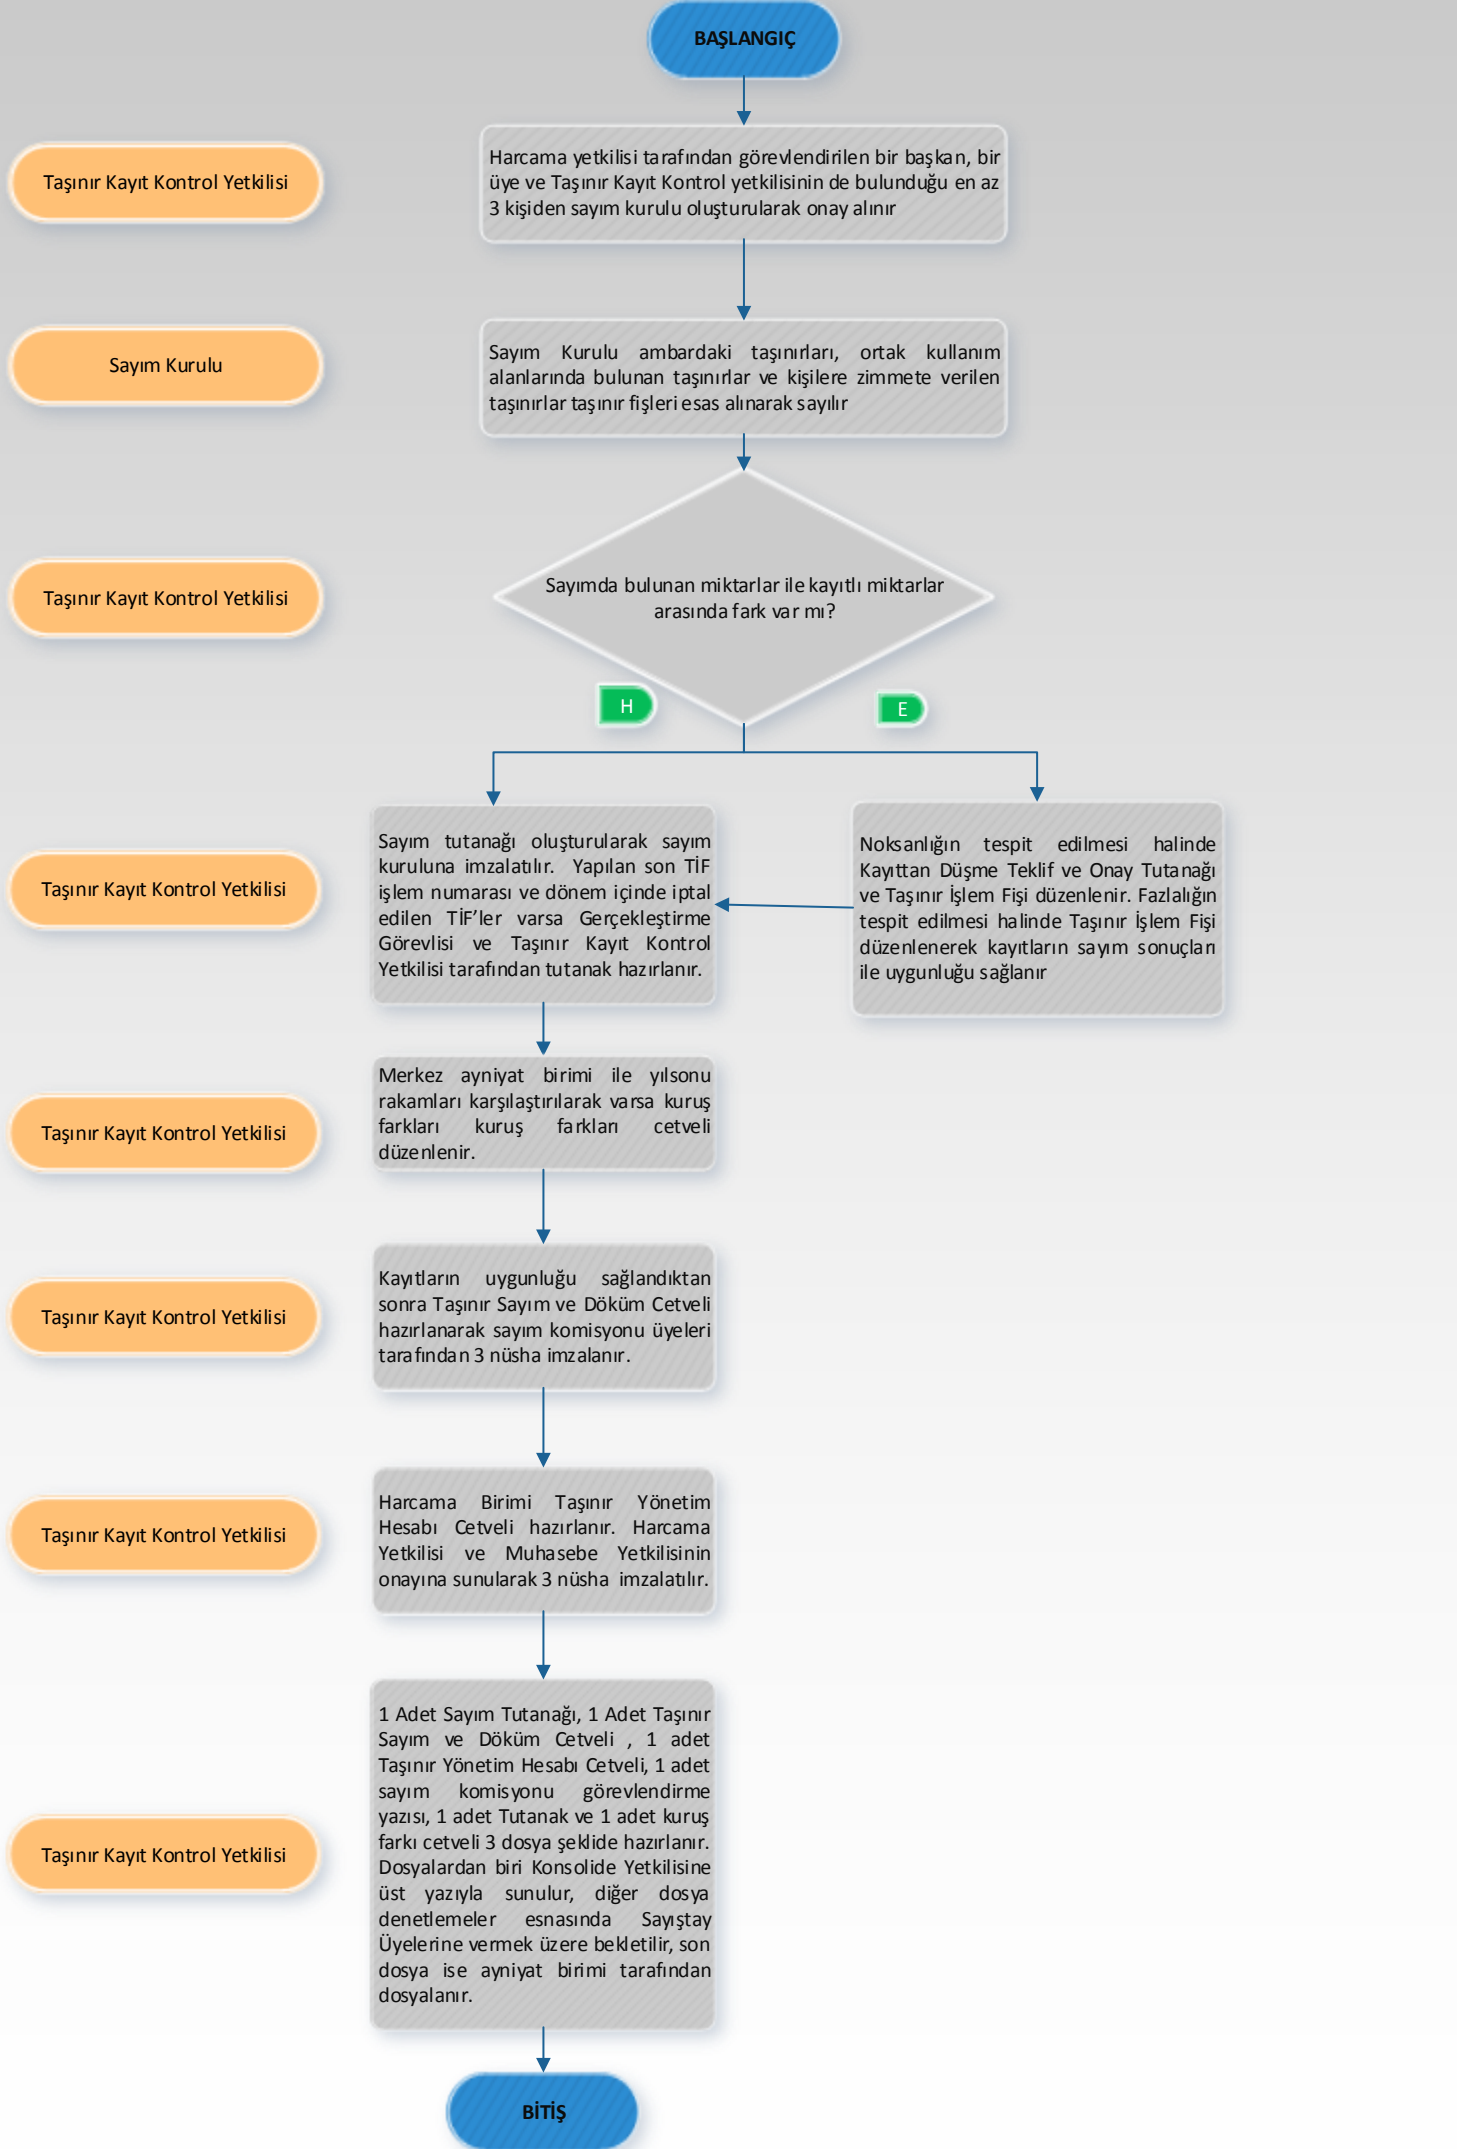 BAŞLANGIÇ
Taşınır Kayıt Kontrol Yetkilisi
Harcama yetkilisi tarafından görevlendirilen bir başkan, bir
üye ve Taşınır Kayıt Kontrol yetkilisinin de bulunduğu en az
3 kişiden sayım kurulu oluşturularak onay alınır
Sayım Kurulu
Sayım Kurulu ambardaki taşınırları, ortak kullanım
alanlarında bulunan taşınırlar ve kişilere zimmete verilen
taşınırlar taşınır fişleri esas alınarak sayılır
Taşınır Kayıt Kontrol Yetkilisi
Sayımda bulunan miktarlar ile kayıtlı miktarlar
arasında fark var mı?
H
E
Taşınır Kayıt Kontrol Yetkilisi
Sayım tutanağı oluşturularak sayım
kuruluna imzalatılır. Yapılan son TİF
işlem numarası ve dönem içinde iptal
edilen TİF’ler varsa Gerçekleştirme
Görevlisi ve Taşınır Kayıt Kontrol
Yetkilisi tarafından tutanak hazırlanır.
Noksanlığın tespit edilmesi halinde
Kayıttan Düşme Teklif ve Onay Tutanağı
ve Taşınır İşlem Fişi düzenlenir. Fazlalığın
tespit edilmesi halinde Taşınır İşlem Fişi
düzenlenerek kayıtların sayım sonuçları
ile uygunluğu sağlanır
Taşınır Kayıt Kontrol Yetkilisi
Merkez ayniyat birimi ile yılsonu
rakamları karşılaştırılarak varsa kuruş
farkları kuruş farkları cetveli
düzenlenir.
Taşınır Kayıt Kontrol Yetkilisi
Kayıtların uygunluğu sağlandıktan
sonra Taşınır Sayım ve Döküm Cetveli
hazırlanarak sayım komisyonu üyeleri
tarafından 3 nüsha imzalanır.
Taşınır Kayıt Kontrol Yetkilisi
Harcama Birimi Taşınır Yönetim
Hesabı Cetveli hazırlanır. Harcama
Yetkilisi ve Muhasebe Yetkilisinin
onayına sunularak 3 nüsha imzalatılır.
Taşınır Kayıt Kontrol Yetkilisi
1 Adet Sayım Tutanağı, 1 Adet Taşınır
Sayım ve Döküm Cetveli , 1 adet
Taşınır Yönetim Hesabı Cetveli, 1 adet
sayım komisyonu görevlendirme
yazısı, 1 adet Tutanak ve 1 adet kuruş
farkı cetveli 3 dosya şeklide hazırlanır.
Dosyalardan biri Konsolide Yetkilisine
üst yazıyla sunulur, diğer dosya
denetlemeler esnasında Sayıştay
Üyelerine vermek üzere bekletilir, son
dosya ise ayniyat birimi tarafından
dosyalanır.
BİTİŞ